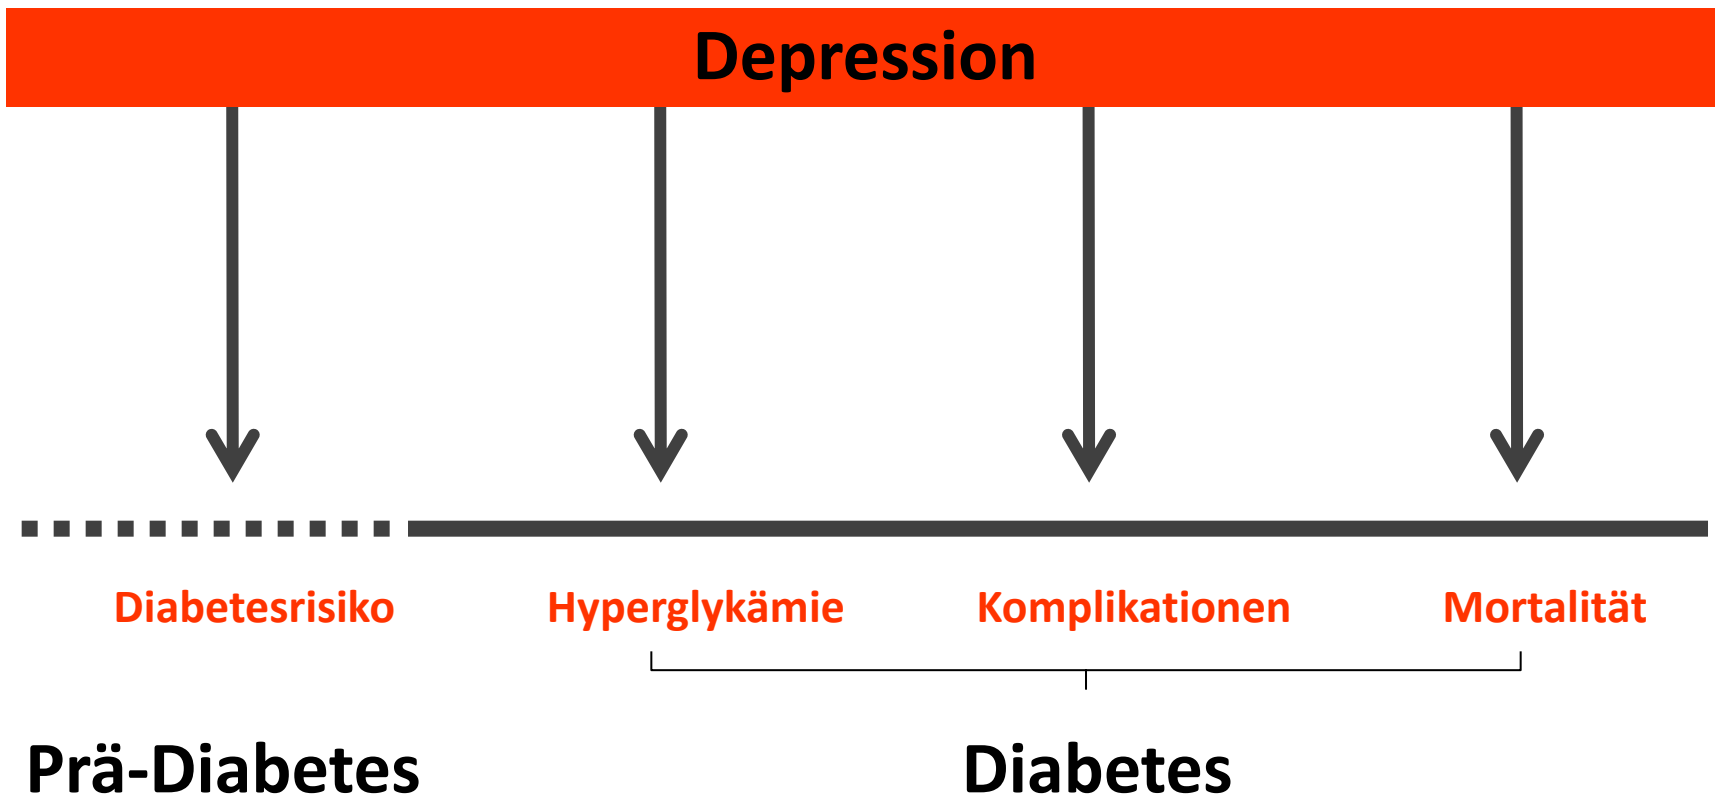 Depression
Diabetesrisiko
Hyperglykämie
Komplikationen
Mortalität
Prä-Diabetes
Diabetes